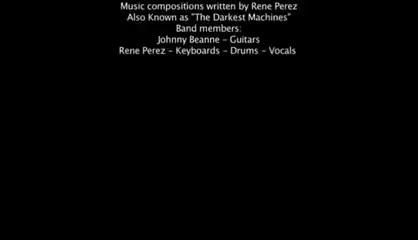 Music compositions written by Rene Perez
Also Known as "The Darkest Machines"
Band members:
Johnny Beanne - Guitars
Rene Perez - Keyboards - Drums - Vocals